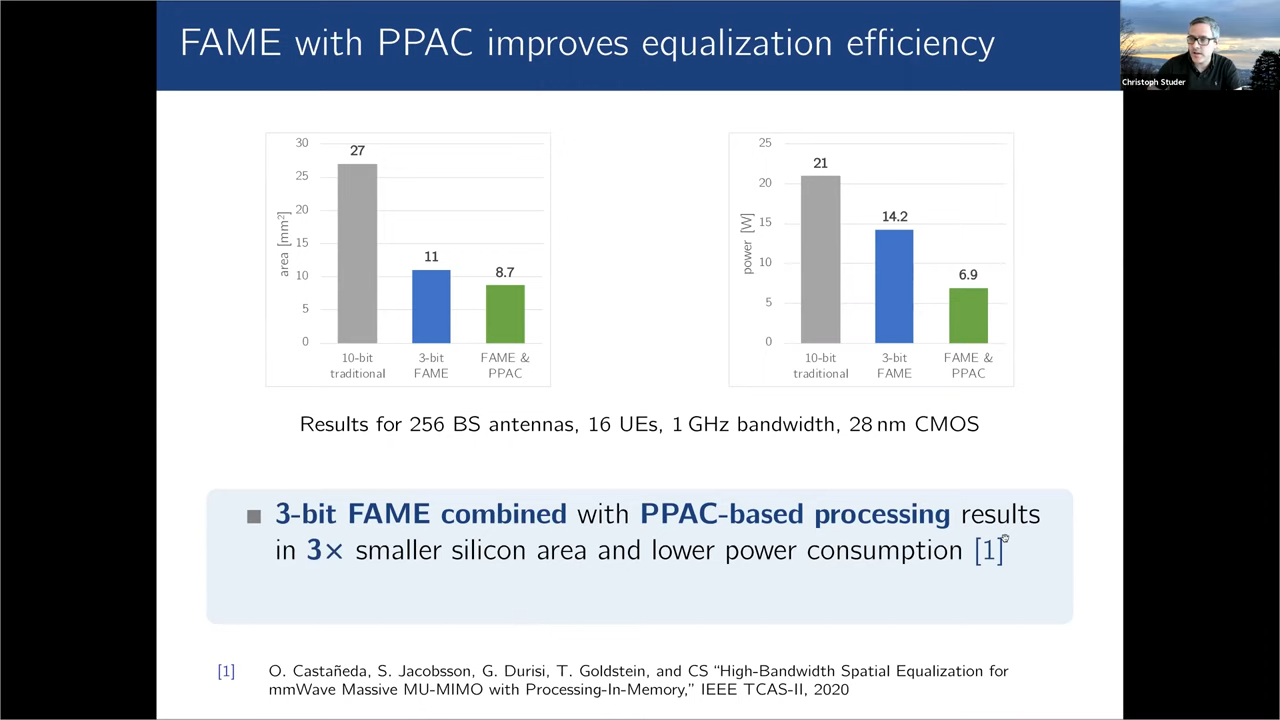 FAME with PPAC improves equalization efficiency
Christoph Studer
30
25
20
15
10
5
0
area [mm²]
27
11
8.7
10-bit traditional
3-bit FAME
FAME & PPAC
25
20
15
10
5
0
power [W]
21
14.2
6.9
10-bit traditional
3-bit FAME
FAME & PPAC
Results for 256 BS antennas, 16 UEs, 1 GHz bandwidth, 28 nm CMOS
3-bit FAME combined with PPAC-based processing results
in 3× smaller silicon area and lower power consumption [1]
[1] O. Castañeda, S. Jacobsson, G. Durisi, T. Goldstein, and CS “High-Bandwidth Spatial Equalization for
mmWave Massive MU-MIMO with Processing-In-Memory,” IEEE TCAS-II, 2020